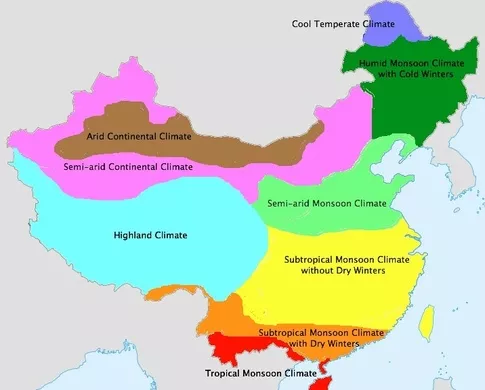 Cool Temperate Climate
Humid Monsoon Climate
with Cold Winters
Arid Continental Climate
Semi-arid Continental Climate
Semi-arid Monsoon Climate
Highland Climate
Subtropical Monsoon Climate
without Dry Winters
Subtropical Monsoon Climate
with Dry Winters
Tropical Monsoon Climate